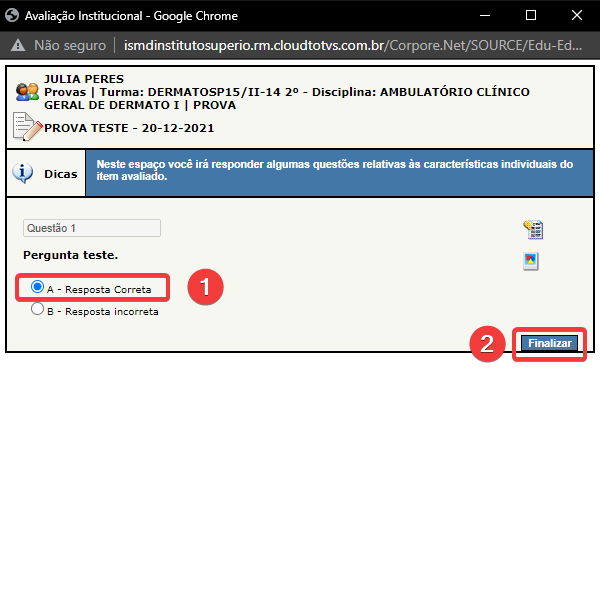 Avaliação Institucional - Google Chrome
Não seguro | ismdinstitutosuperio.rm.cloudtotvs.com.br/Corpore.Net/SOURCE/Edu-Ed...
JULIA PERES
Provas | Turma: DERMATOSP15/II-14 2º - Disciplina: AMBULATÓRIO CLÍNICO
GERAL DE DERMATO I | PROVA
PROVA TESTE - 20-12-2021
Dicas
Neste espaço você irá responder algumas questões relativas às características individuais do
item avaliado.
Questão 1
Pergunta teste.
A - Resposta Correta
1
B - Resposta incorreta
2
Finalizar